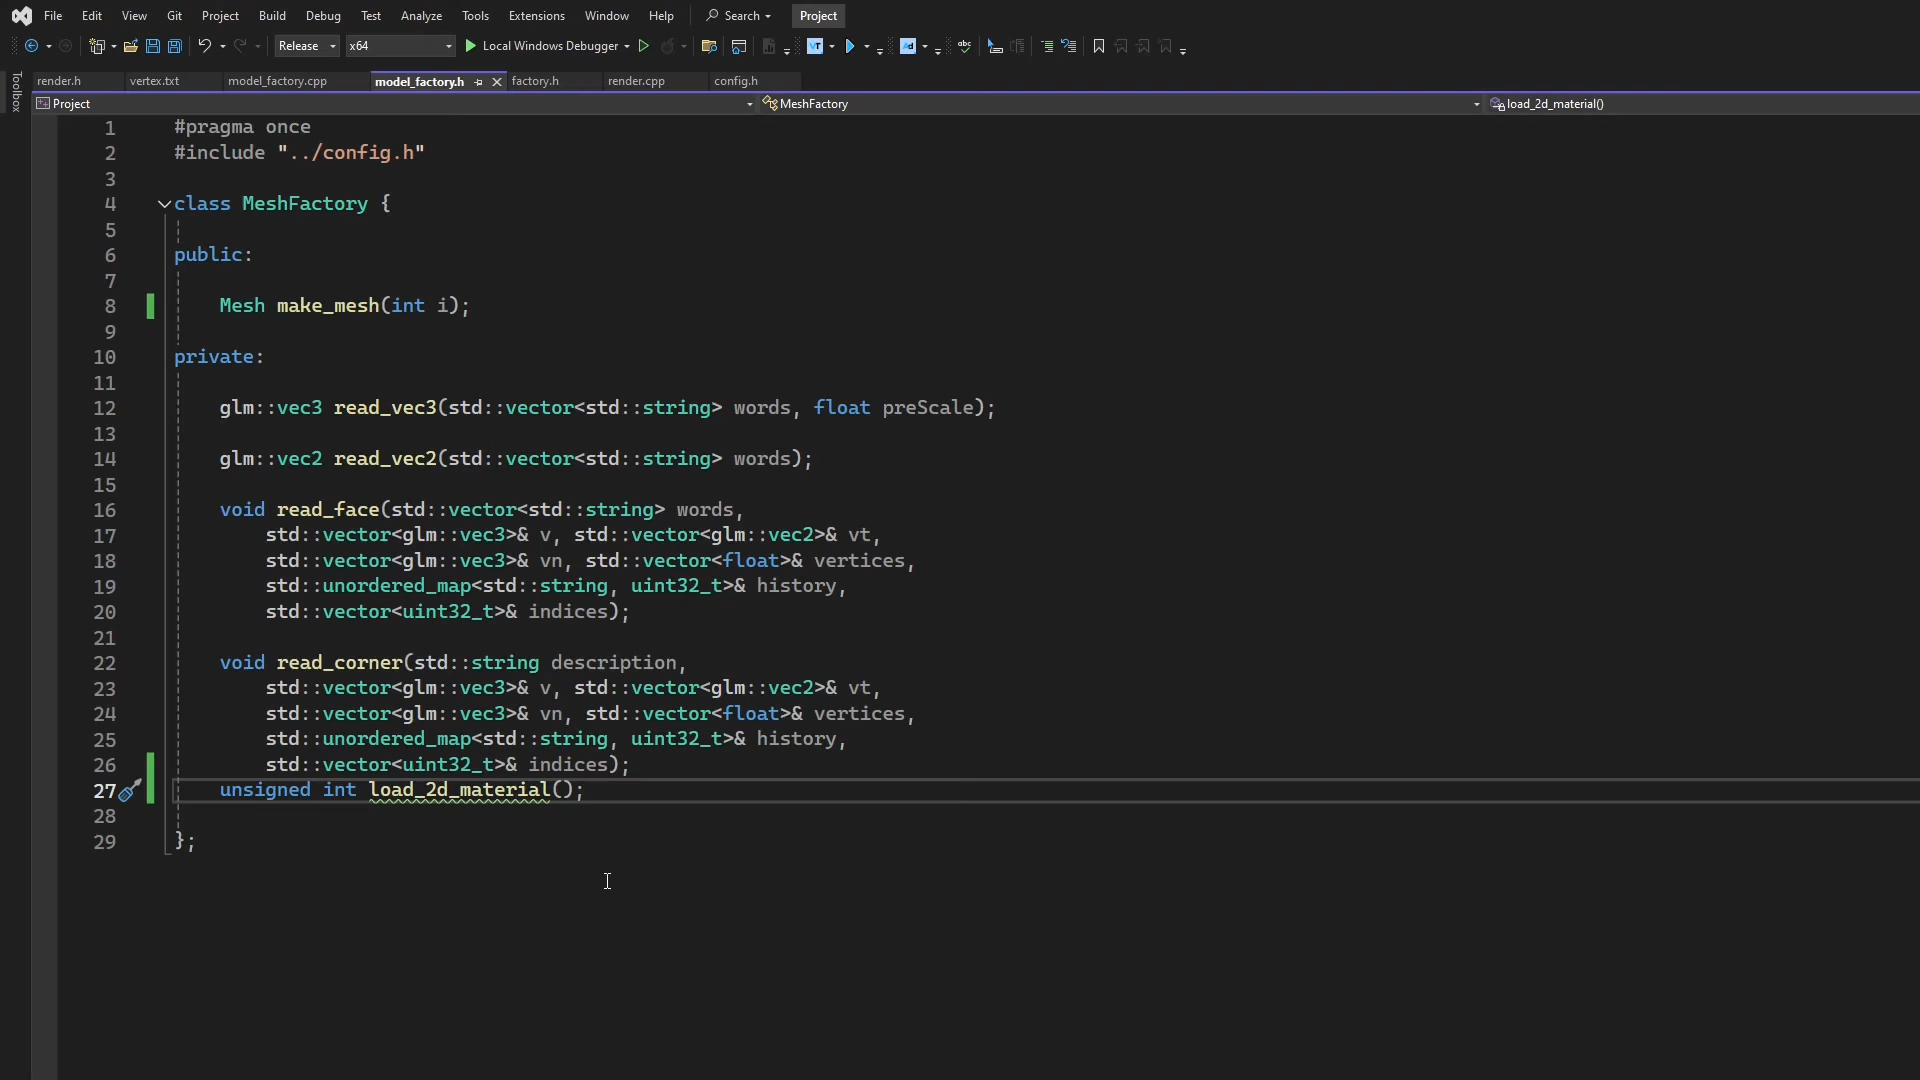 File Edit View Git Project Build Debug Test Analyze Tools Extensions Window Help Search Project
Release x64 Local Windows Debugger
Toolbox
render.h vertex.txt model_factory.cpp model_factory.h factory.h render.cpp config.h
Project MeshFactory load_2d_material()
1 #pragma once
2 #include "../config.h"
3
4 class MeshFactory {
5
6 public:
7
8 Mesh make_mesh(int i);
9
10 private:
11
12 glm::vec3 read_vec3(std::vector<std::string> words, float preScale);
13
14 glm::vec2 read_vec2(std::vector<std::string> words);
15
16 void read_face(std::vector<std::string> words,
17 std::vector<glm::vec3>& v, std::vector<glm::vec2>& vt,
18 std::vector<glm::vec3>& vn, std::vector<float>& vertices,
19 std::unordered_map<std::string, uint32_t>& history,
20 std::vector<uint32_t>& indices);
21
22 void read_corner(std::string description,
23 std::vector<glm::vec3>& v, std::vector<glm::vec2>& vt,
24 std::vector<glm::vec3>& vn, std::vector<float>& vertices,
25 std::unordered_map<std::string, uint32_t>& history,
26 std::vector<uint32_t>& indices);
27 unsigned int load_2d_material();
28
29 };